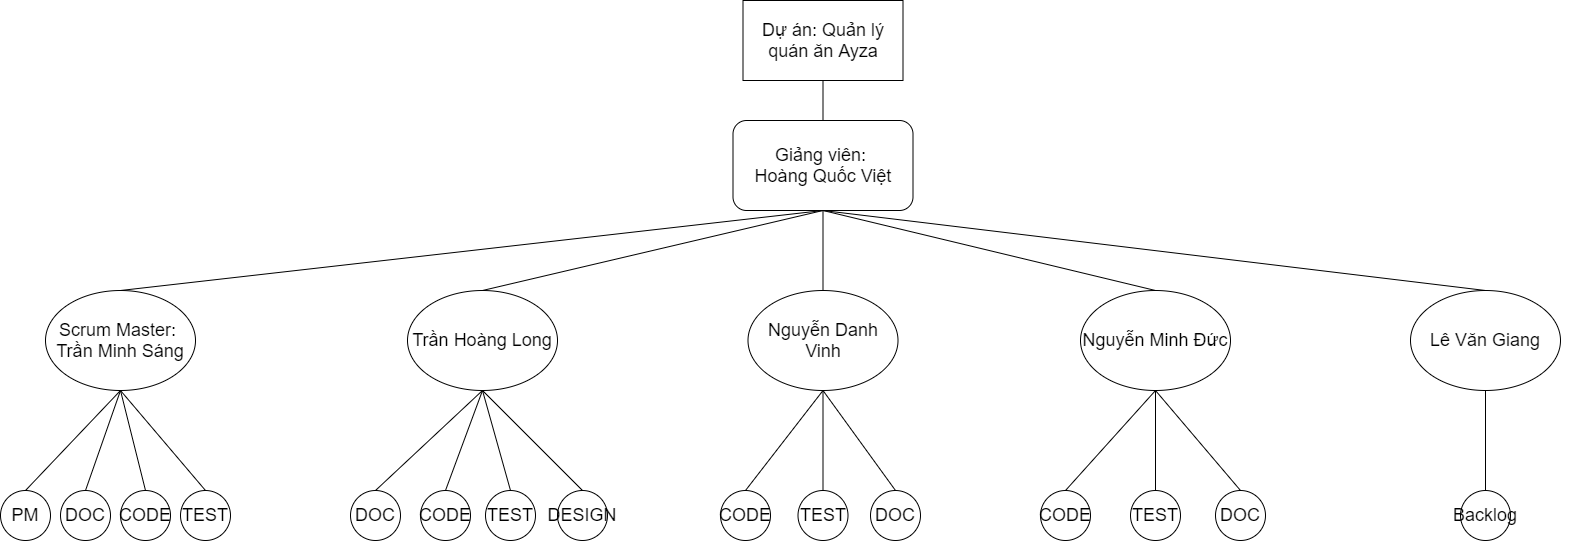 Dự án: Quản lý
quán ăn Ayza
Giảng viên:
Hoàng Quốc Việt
Scrum Master:
Trần Minh Sáng
Trần Hoàng Long
Nguyễn Danh
Vinh
Nguyễn Minh Đức
Lê Văn Giang
PM
DOC
CODE
TEST
DOC
CODE
TEST
DESIGN
CODE
TEST
DOC
CODE
TEST
DOC
Backlog